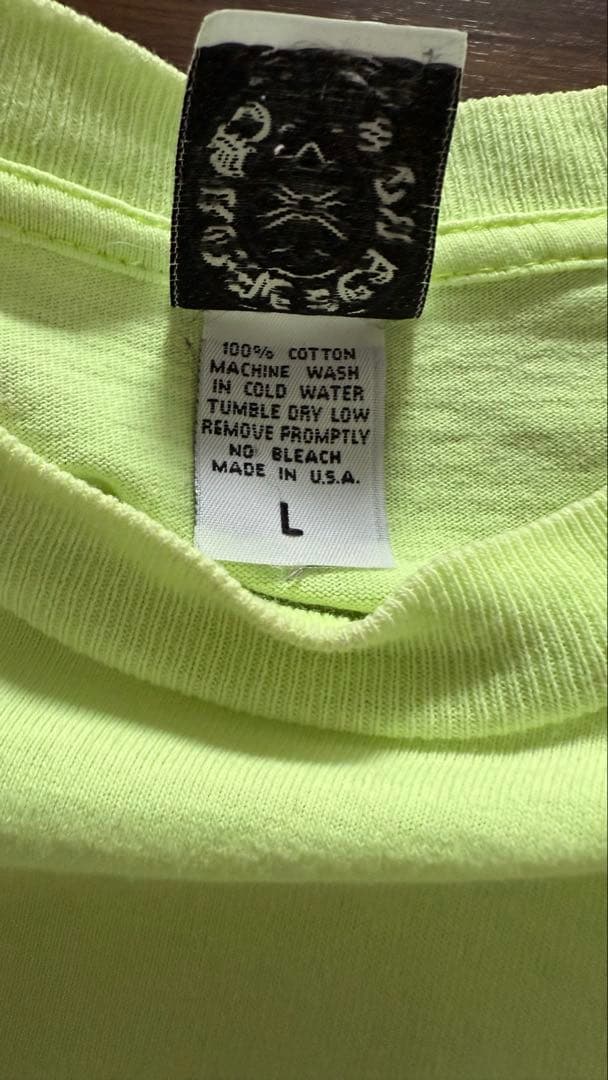 100% COTTON
MACHINE WASH
IN COLD WATER
TUMBLE DRY LOW
REMOVE PROMPTLY
NO BLEACH
MADE IN U.S.A.
L